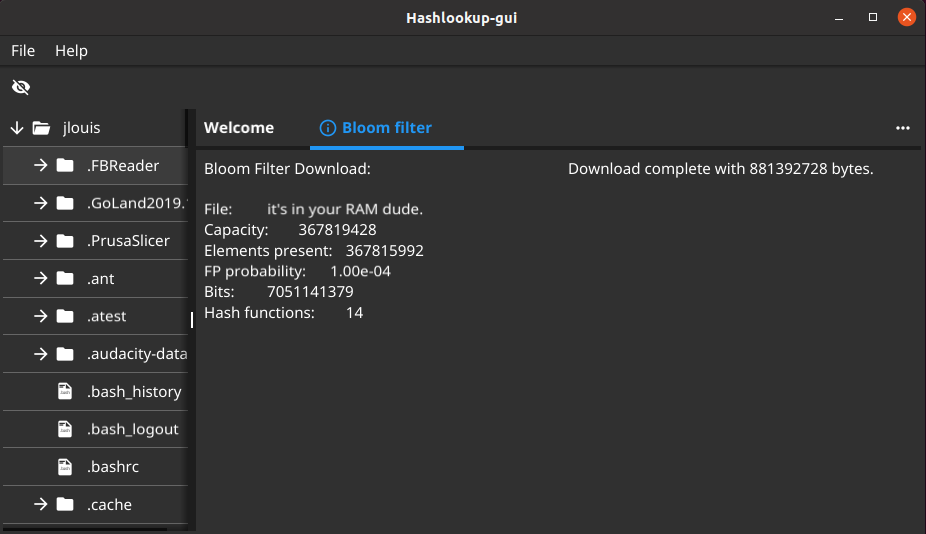 Hashlookup-gui
File Help
jlouis
.FBReader
.GoLand2019.
.PrusaSlicer
.ant
.atest
.audacity-data
.bash_history
.bash_logout
.bashrc
.cache
Welcome Bloom filter
Bloom Filter Download: Download complete with 881392728 bytes.
File: it's in your RAM dude.
Capacity: 367819428
Elements present: 367815992
FP probability: 1.00e-04
Bits: 7051141379
Hash functions: 14